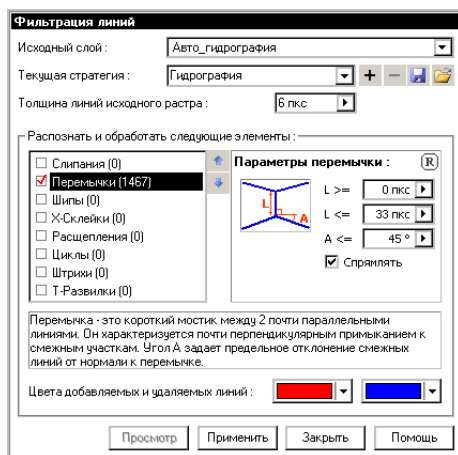 Фильтрация линий
Исходный слой : Авто_гидрография
Текущая стратегия : Гидрография
Толщина линий исходного растра : 6 пкс
Распознать и обработать следующие элементы :
Слипания (0)
Перемычки (1467)
Шипы (0)
Х-Склейки (0)
Расщепления (0)
Циклы (0)
Штрихи (0)
Т-Развилки (0)
Параметры перемычки : R
L
A
L >= 0 пкс
L <= 33 пкс
A <= 45 °
Спрямлять
Перемычка - это короткий мостик между 2 почти параллельными
линиями. Он характеризуется почти перпендикулярным примыканием к
смежным участкам. Угол А задает предельное отклонение смежных
линий от нормали к перемычке.
Цвета добавляемых и удаляемых линий :
Просмотр Применить Закрыть Помощь